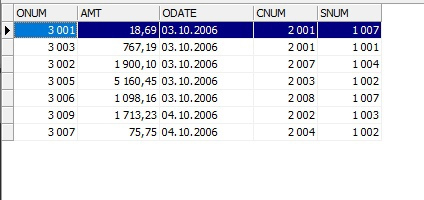 ONUM AMT ODATE CNUM SNUM
3 001 18,69 03.10.2006 2 001 1 007
3 003 767,19 03.10.2006 2 001 1 001
3 002 1 900,10 03.10.2006 2 007 1 004
3 005 5 160,45 03.10.2006 2 003 1 002
3 006 1 098,16 03.10.2006 2 008 1 007
3 009 1 713,23 04.10.2006 2 002 1 003
3 007 75,75 04.10.2006 2 004 1 002